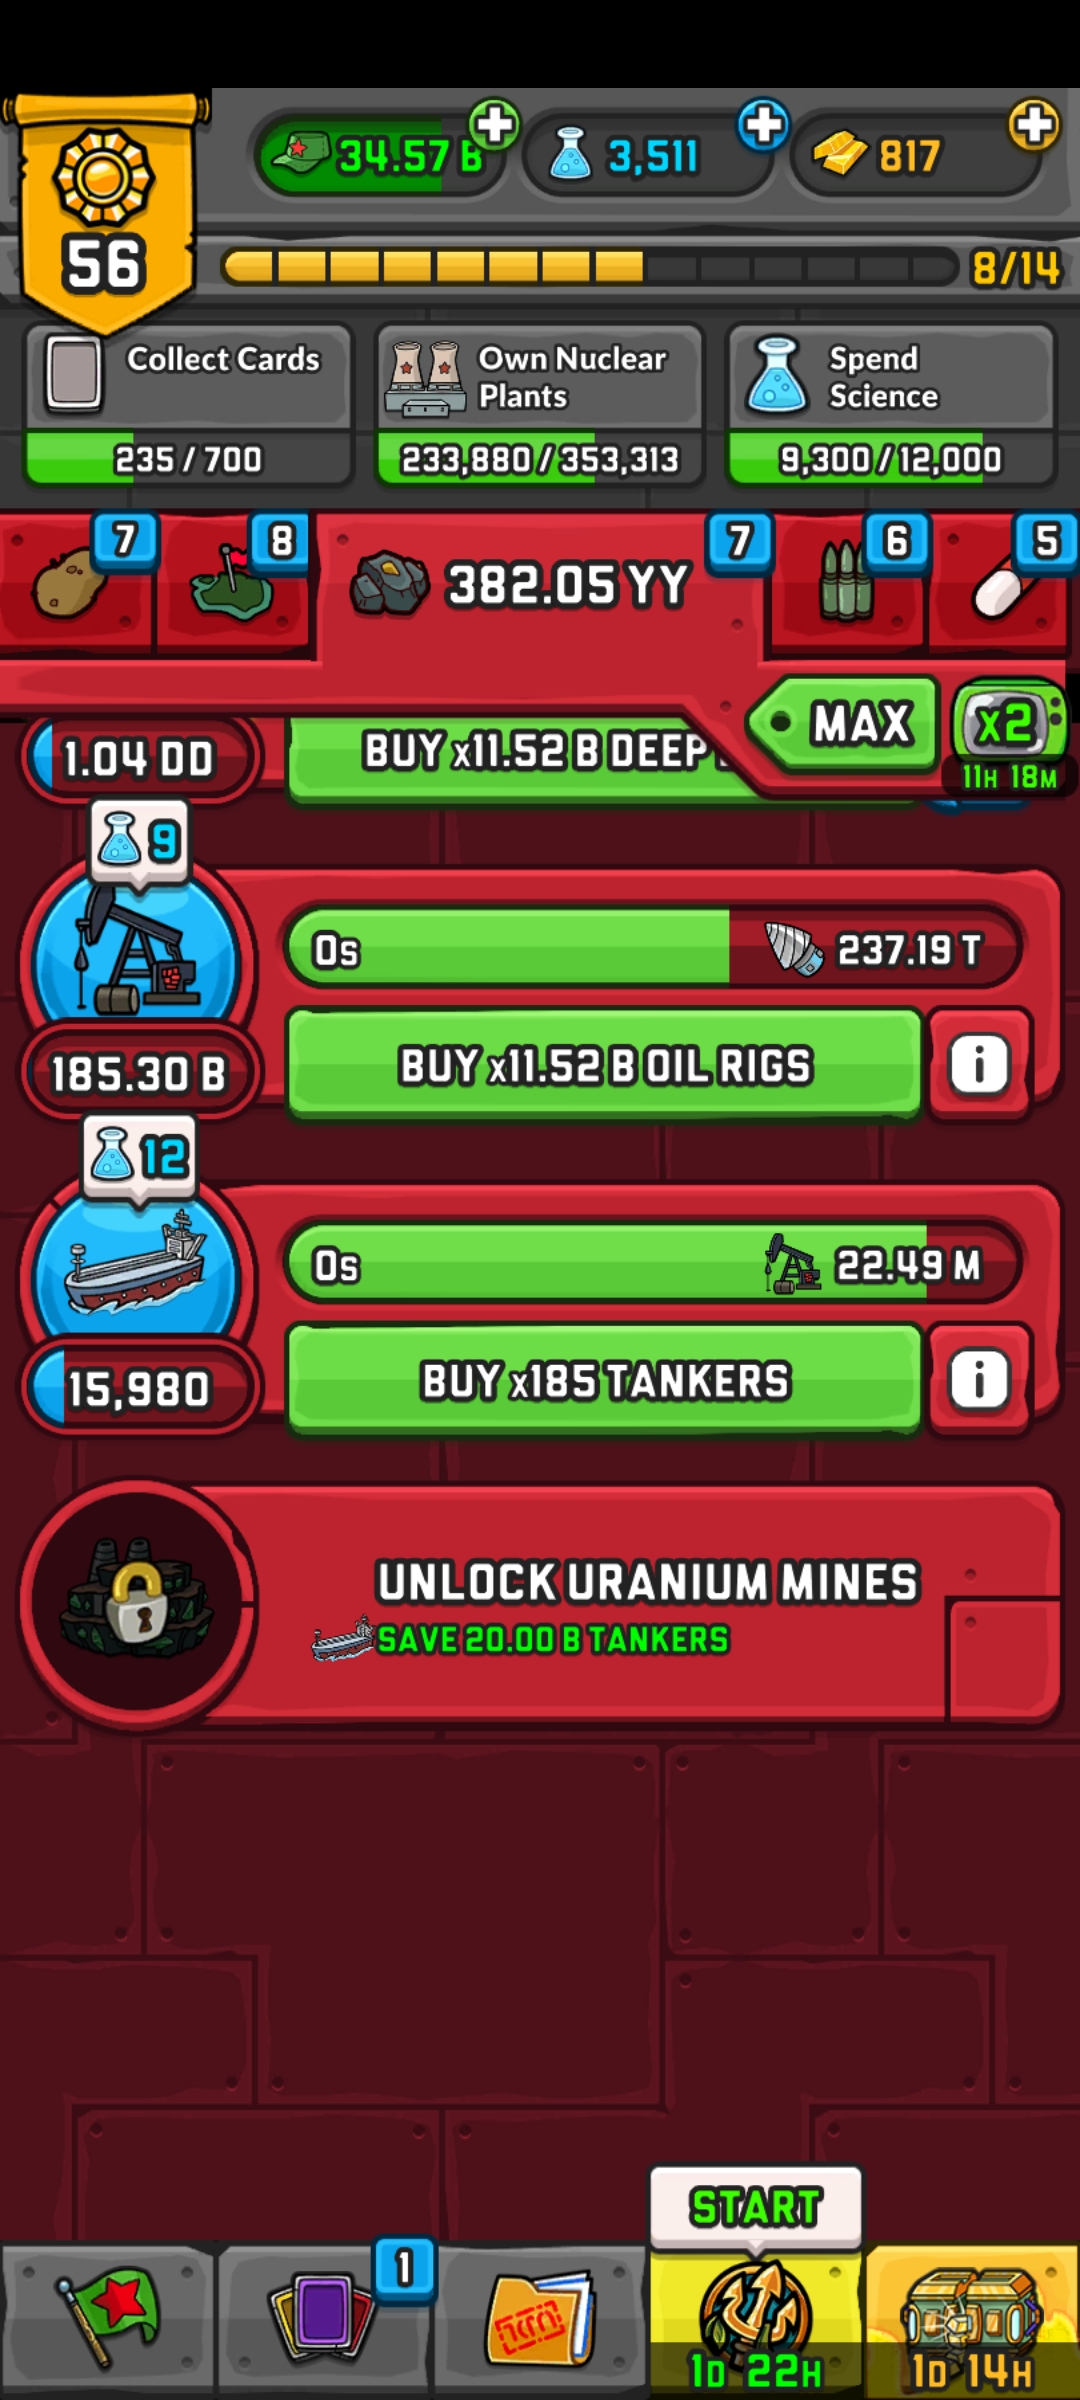 56
34.57 B
3,511
817
8/14
Collect Cards
235 / 700
Own Nuclear
Plants
233,880 / 353,313
Spend
Science
9,300 / 12,000
7
8
382.05 YY
7
6
5
MAX
x2
11H 18M
1.04 DD
BUY x11.52 B DEEP
9
0s
237.19 T
185.30 B
BUY x11.52 B OIL RIGS
i
12
0s
22.49 M
15,980
BUY x185 TANKERS
i
UNLOCK URANIUM MINES
SAVE 20.00 B TANKERS
START
1
1D 22H
1D 14H